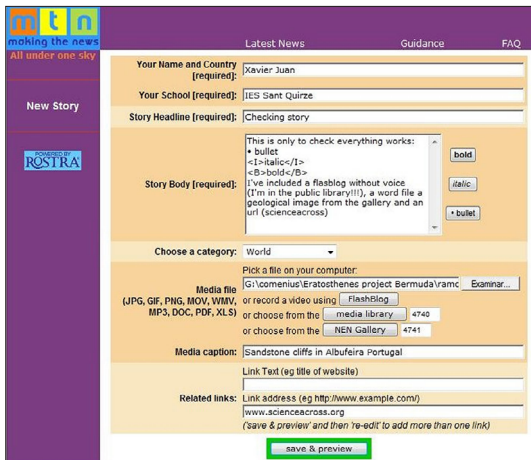 mtn
making the news
All under one sky
Latest News Guidance FAQ
New Story
POWERED BY
ROSTRA
Your Name and Country [required]: Xavier Juan
Your School [required]: IES Sant Quirze
Story Headline [required]: Checking story
Story Body [required]:
This is only to check everything works:
• bullet
<I>italic</I>
<B>bold</B>
I've included a flasblog without voice
(I'm in the public library!!!), a word file a
geological image from the gallery and an
url (scienceacross)
bold
italic
• bullet
Choose a category: World
Media file
(JPG, GIF, PNG, MOV, WMV,
MP3, DOC, PDF, XLS)
Pick a file on your computer:
G:\comenius\Eratosthenes project Bermuda\ramc Examinar...
or record a video using FlashBlog
or choose from the media library 4740
or choose from the NEN Gallery 4741
Media caption: Sandstone cliffs in Albufeira Portugal
Related links:
Link Text (eg title of website)
Link address (eg http://www.example.com/)
www.scienceacross.org
('save & preview' and then 're-edit' to add more than one link)
save & preview